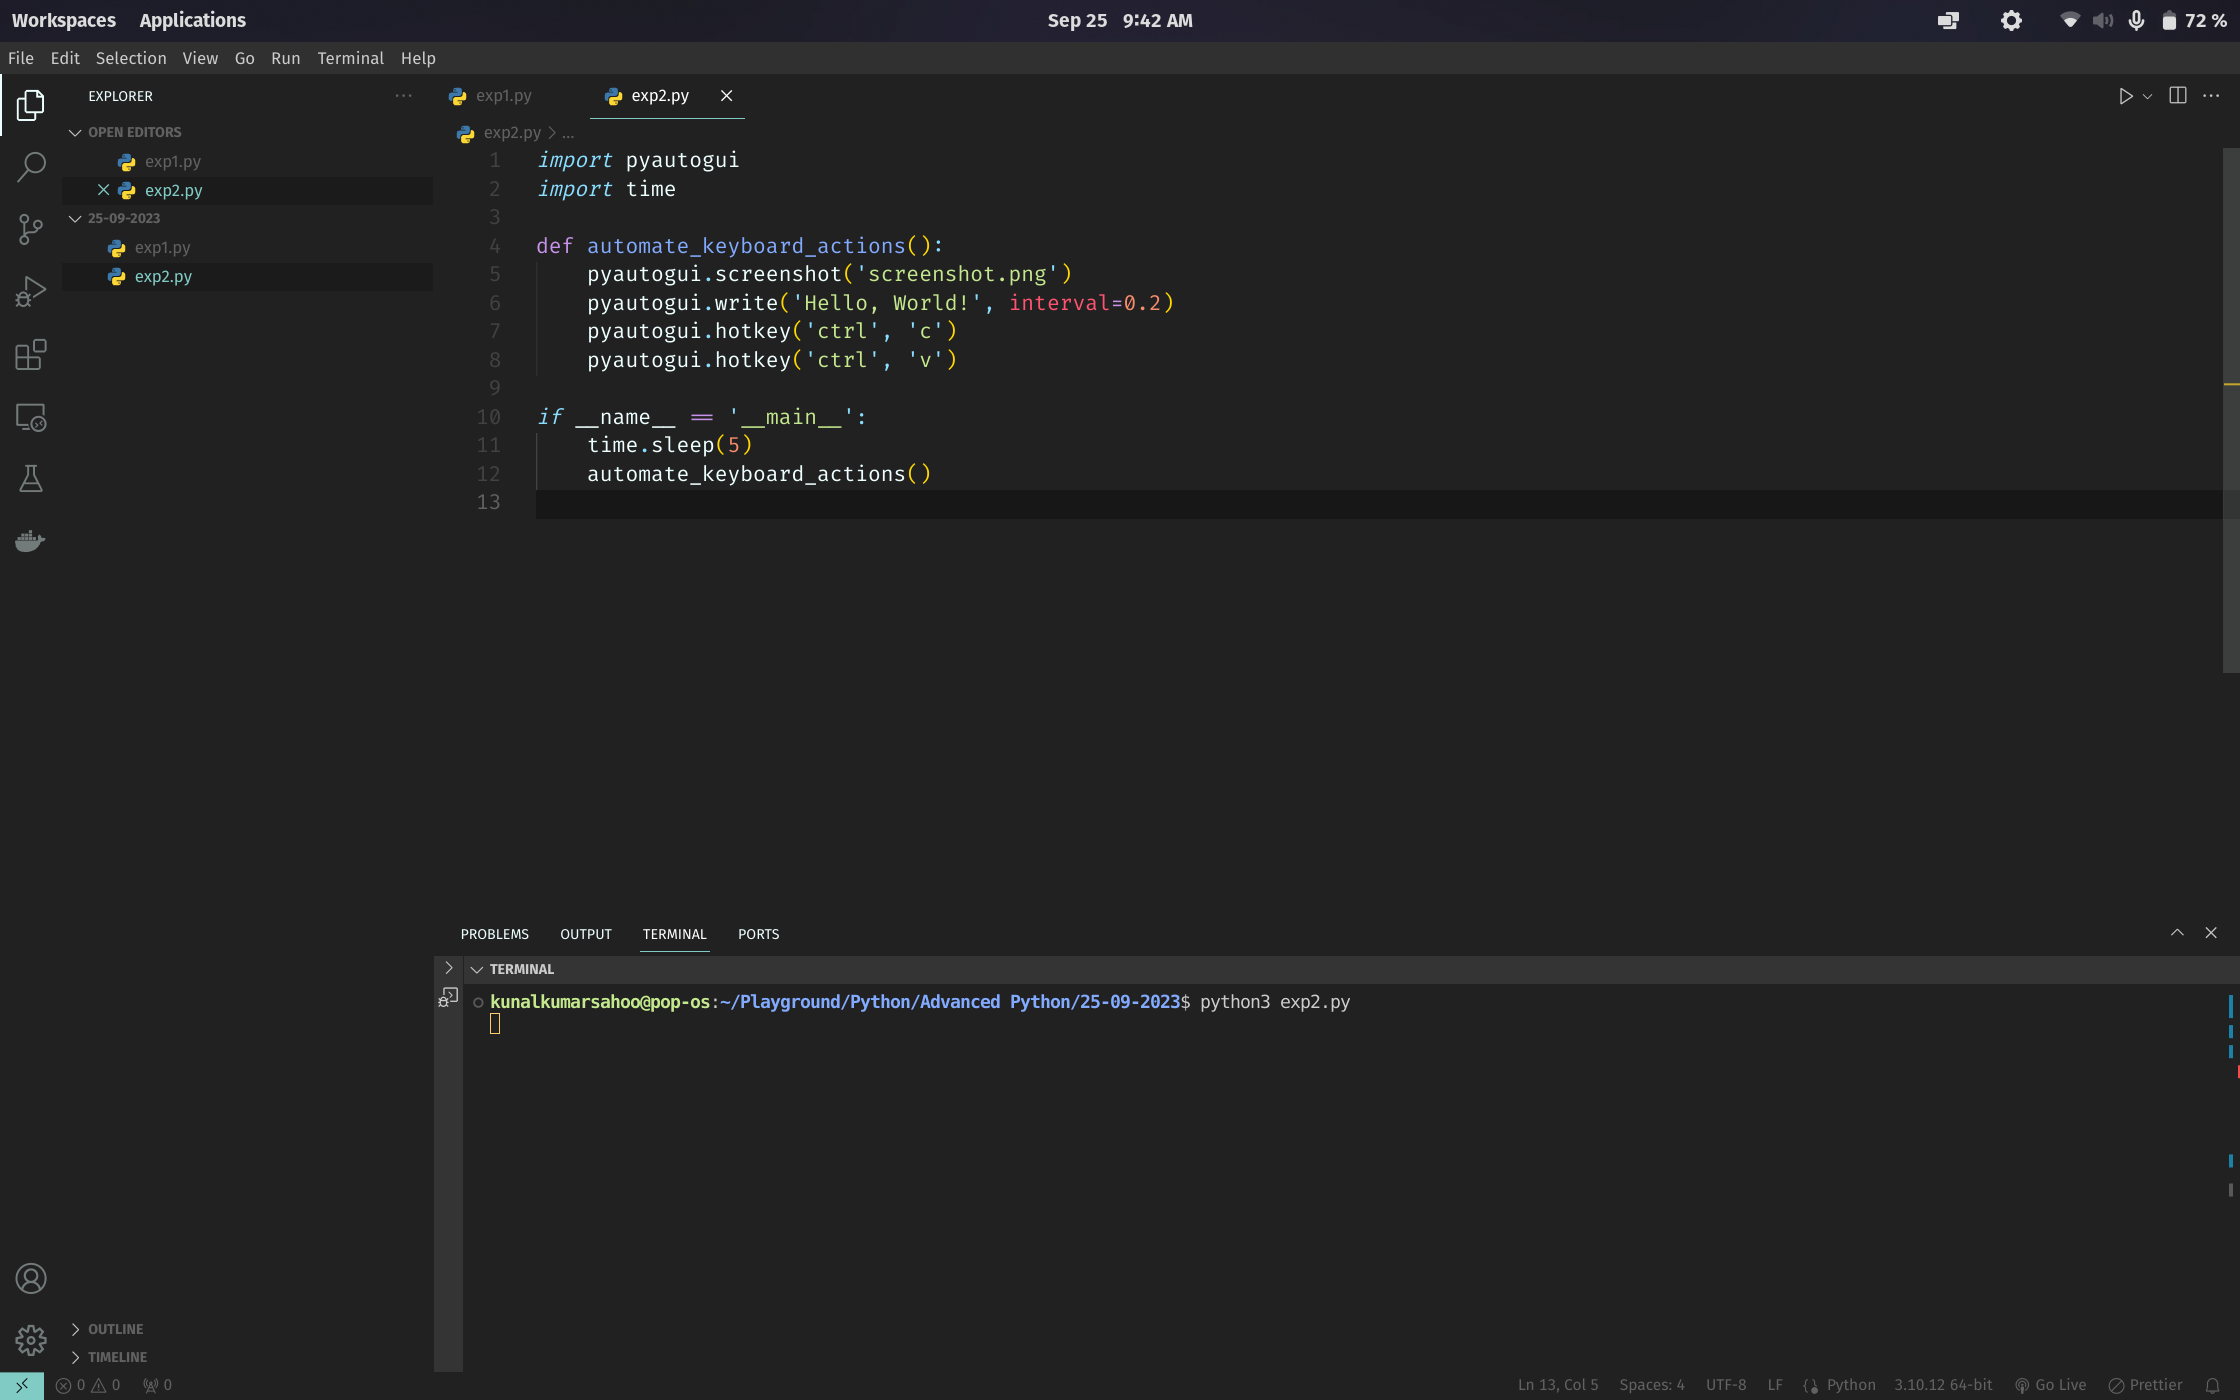 Workspaces Applications Sep 25 9:42 AM 72 %
File Edit Selection View Go Run Terminal Help
EXPLORER
OPEN EDITORS
exp1.py
exp2.py
25-09-2023
exp1.py
exp2.py
exp1.py exp2.py
exp2.py > ...
1 import pyautogui
2 import time
3
4 def automate_keyboard_actions():
5 pyautogui.screenshot('screenshot.png')
6 pyautogui.write('Hello, World!', interval=0.2)
7 pyautogui.hotkey('ctrl', 'c')
8 pyautogui.hotkey('ctrl', 'v')
9
10 if __name__ == '__main__':
11 time.sleep(5)
12 automate_keyboard_actions()
13
PROBLEMS OUTPUT TERMINAL PORTS
TERMINAL
kunalkumarsahoo@pop-os:~/Playground/Python/Advanced Python/25-09-2023$ python3 exp2.py
OUTLINE
TIMELINE
0 0 0 Ln 13, Col 5 Spaces: 4 UTF-8 LF Python 3.10.12 64-bit Go Live Prettier